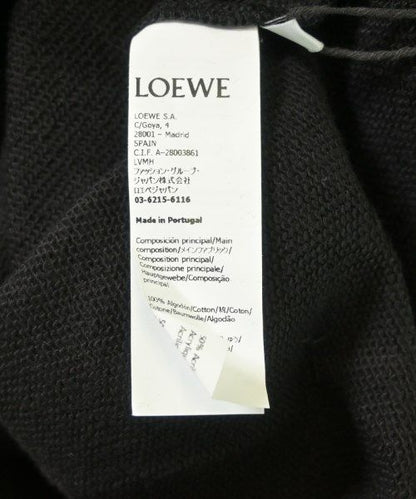 LOEWE
LOEWE S.A.
C/Goya, 4
28001 - Madrid
SPAIN
C.I.F. A-28003861
LVMH
ファッション・グループ・
ジャパン株式会社
ロエベジャパン
03-6215-6116
Made in Portugal
Composición principal/Main
composition/メインファブリック/
Composition principal/
Composizione principale/
Hauptgewebe/Composição
principal
100% Algodón/Cotton/綿/Coton/
Cotone/Baumwolle/Algodão
50% Acrí
Acrylique